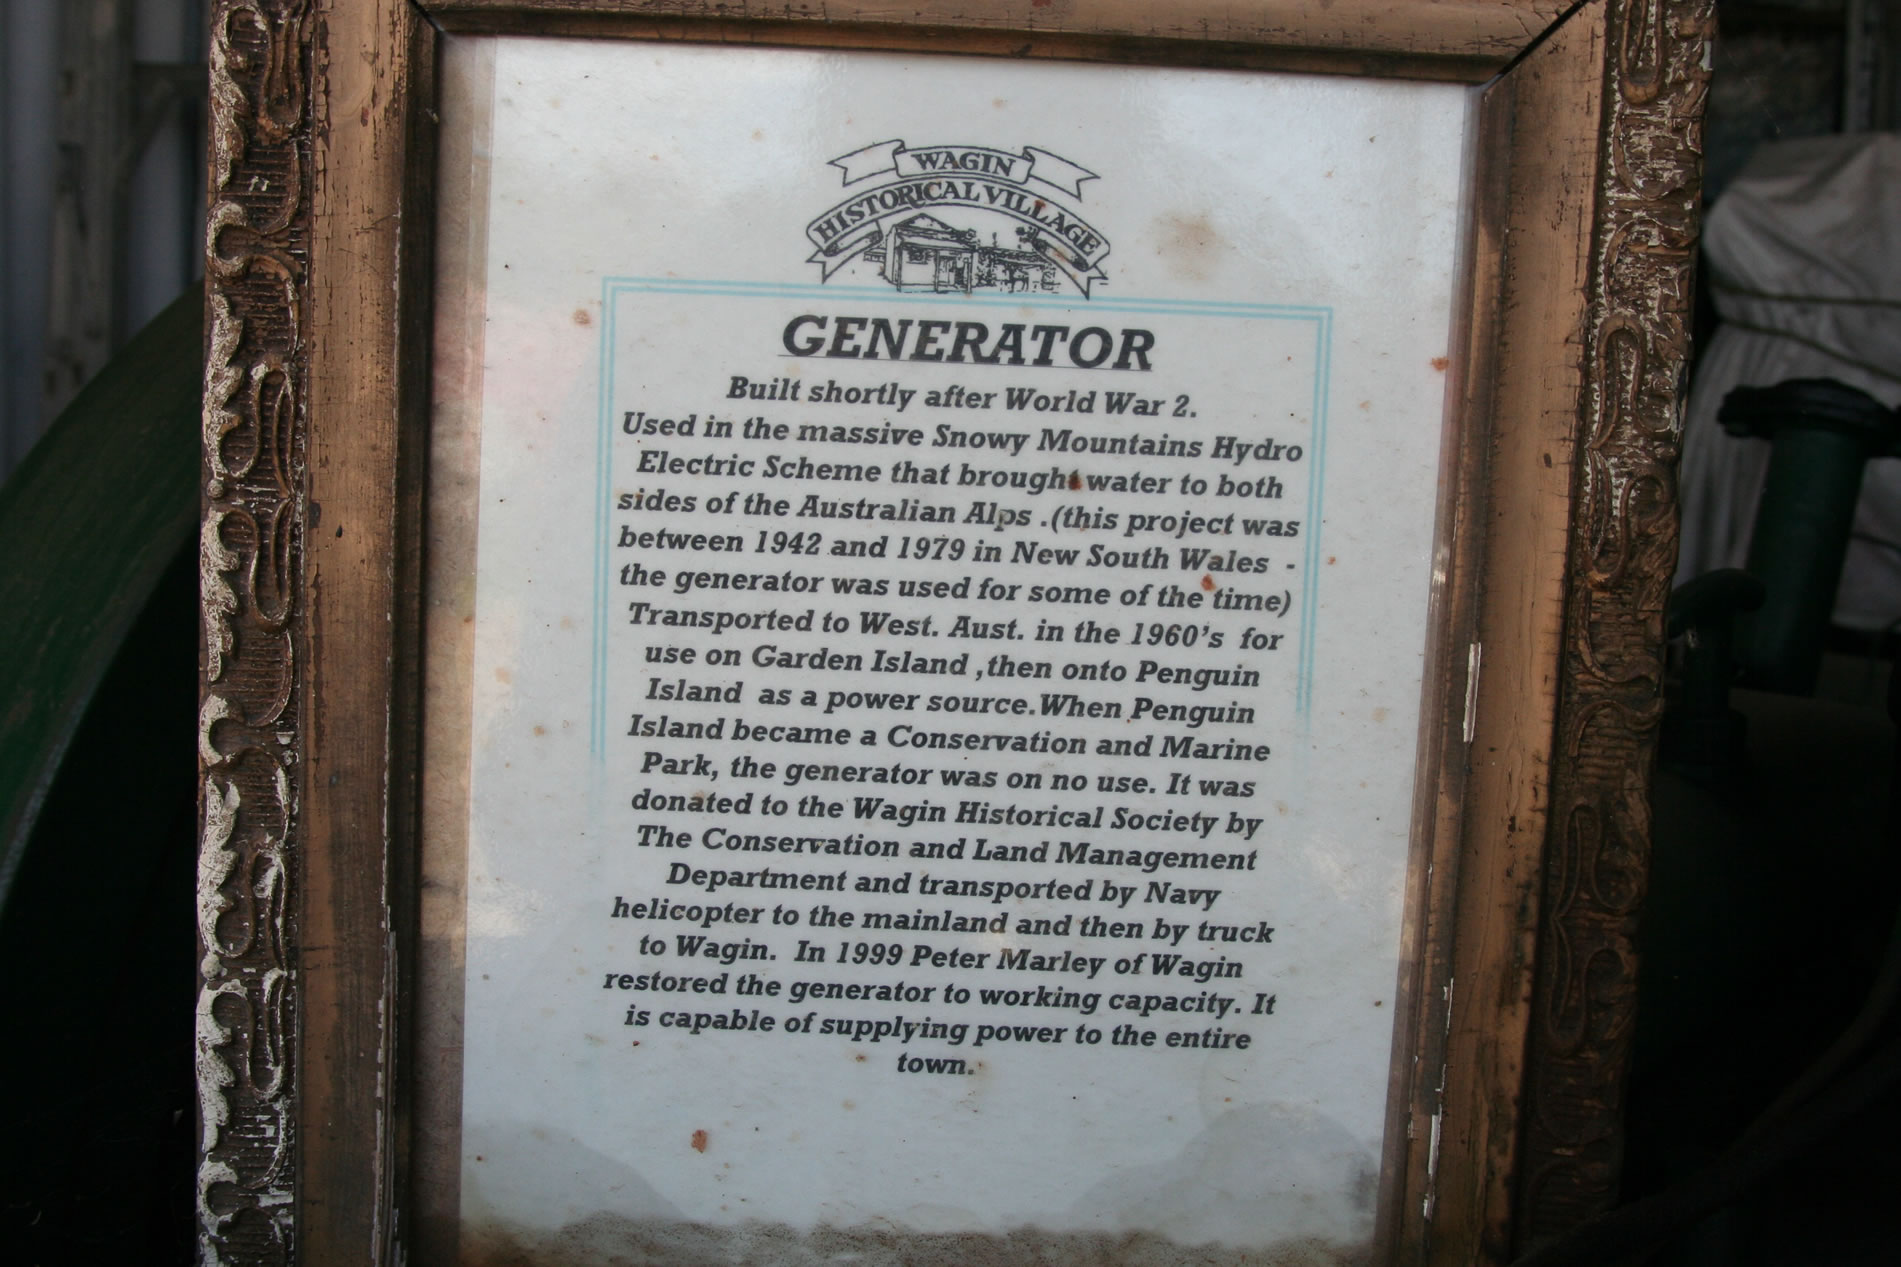 WAGIN
HISTORICAL VILLAGE
GENERATOR
Built shortly after World War 2.
Used in the massive Snowy Mountains Hydro
Electric Scheme that brought water to both
sides of the Australian Alps .(this project was
between 1942 and 1979 in New South Wales -
the generator was used for some of the time)
Transported to West. Aust. in the 1960's for
use on Garden Island ,then onto Penguin
Island as a power source.When Penguin
Island became a Conservation and Marine
Park, the generator was on no use. It was
donated to the Wagin Historical Society by
The Conservation and Land Management
Department and transported by Navy
helicopter to the mainland and then by truck
to Wagin. In 1999 Peter Marley of Wagin
restored the generator to working capacity. It
is capable of supplying power to the entire
town.